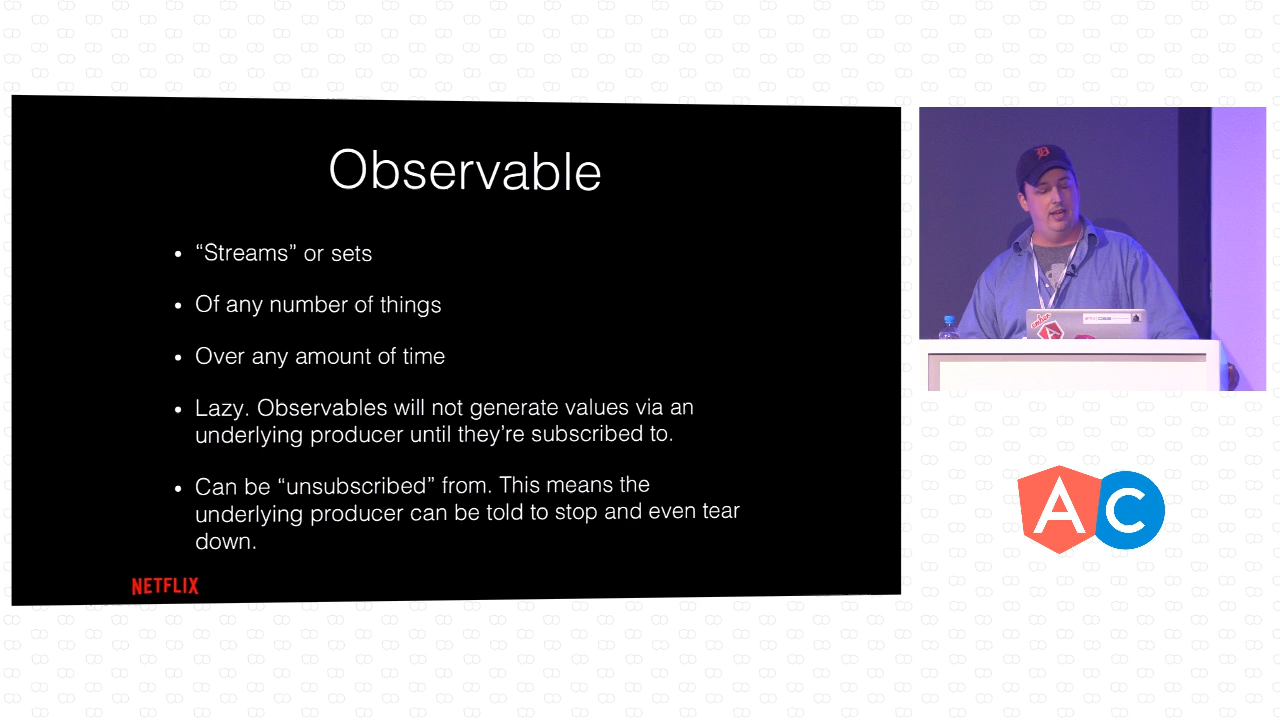 Observable
• “Streams” or sets
• Of any number of things
• Over any amount of time
• Lazy. Observables will not generate values via an
underlying producer until they’re subscribed to.
• Can be “unsubscribed” from. This means the
underlying producer can be told to stop and even tear
down.
NETFLIX
B
A
A C